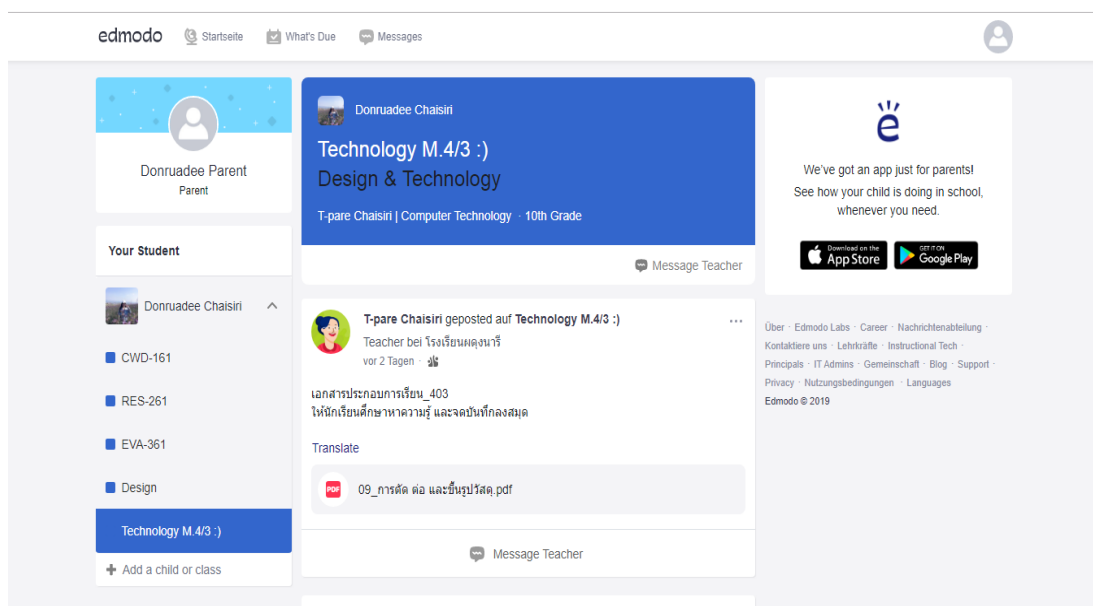 edmodo Startseite What's Due Messages
Donruadee Parent
Parent
Your Student
Donruadee Chaisiri
CWD-161
RES-261
EVA-361
Design
Technology M.4/3 :)
Add a child or class
Donruadee Chaisiri
Technology M.4/3 :)
Design & Technology
T-pare Chaisiri | Computer Technology · 10th Grade
Message Teacher
T-pare Chaisiri geposted auf Technology M.4/3 :)
Teacher bei โรงเรียนผดุงนารี
vor 2 Tagen ·
เอกสารประกอบการเรียน_403
ให้นักเรียนศึกษาหาความรู้ และจดบันทึกลงสมุด
Translate
PDF 09_การตัด ต่อ และขึ้นรูปวัสดุ.pdf
Message Teacher
ë
We've got an app just for parents!
See how your child is doing in school,
whenever you need.
Download on the
App Store
GET IT ON
Google Play
Über · Edmodo Labs · Career · Nachrichtenabteilung ·
Kontaktiere uns · Lehrkräfte · Instructional Tech ·
Principals · IT Admins · Gemeinschaft · Blog · Support ·
Privacy · Nutzungsbedingungen · Languages
Edmodo © 2019